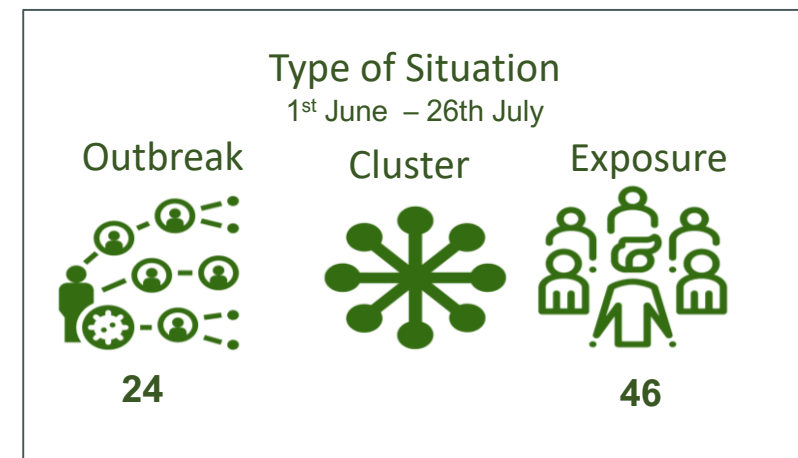 Type of Situation
1st June – 26th July
Outbreak
Cluster
Exposure
24
46